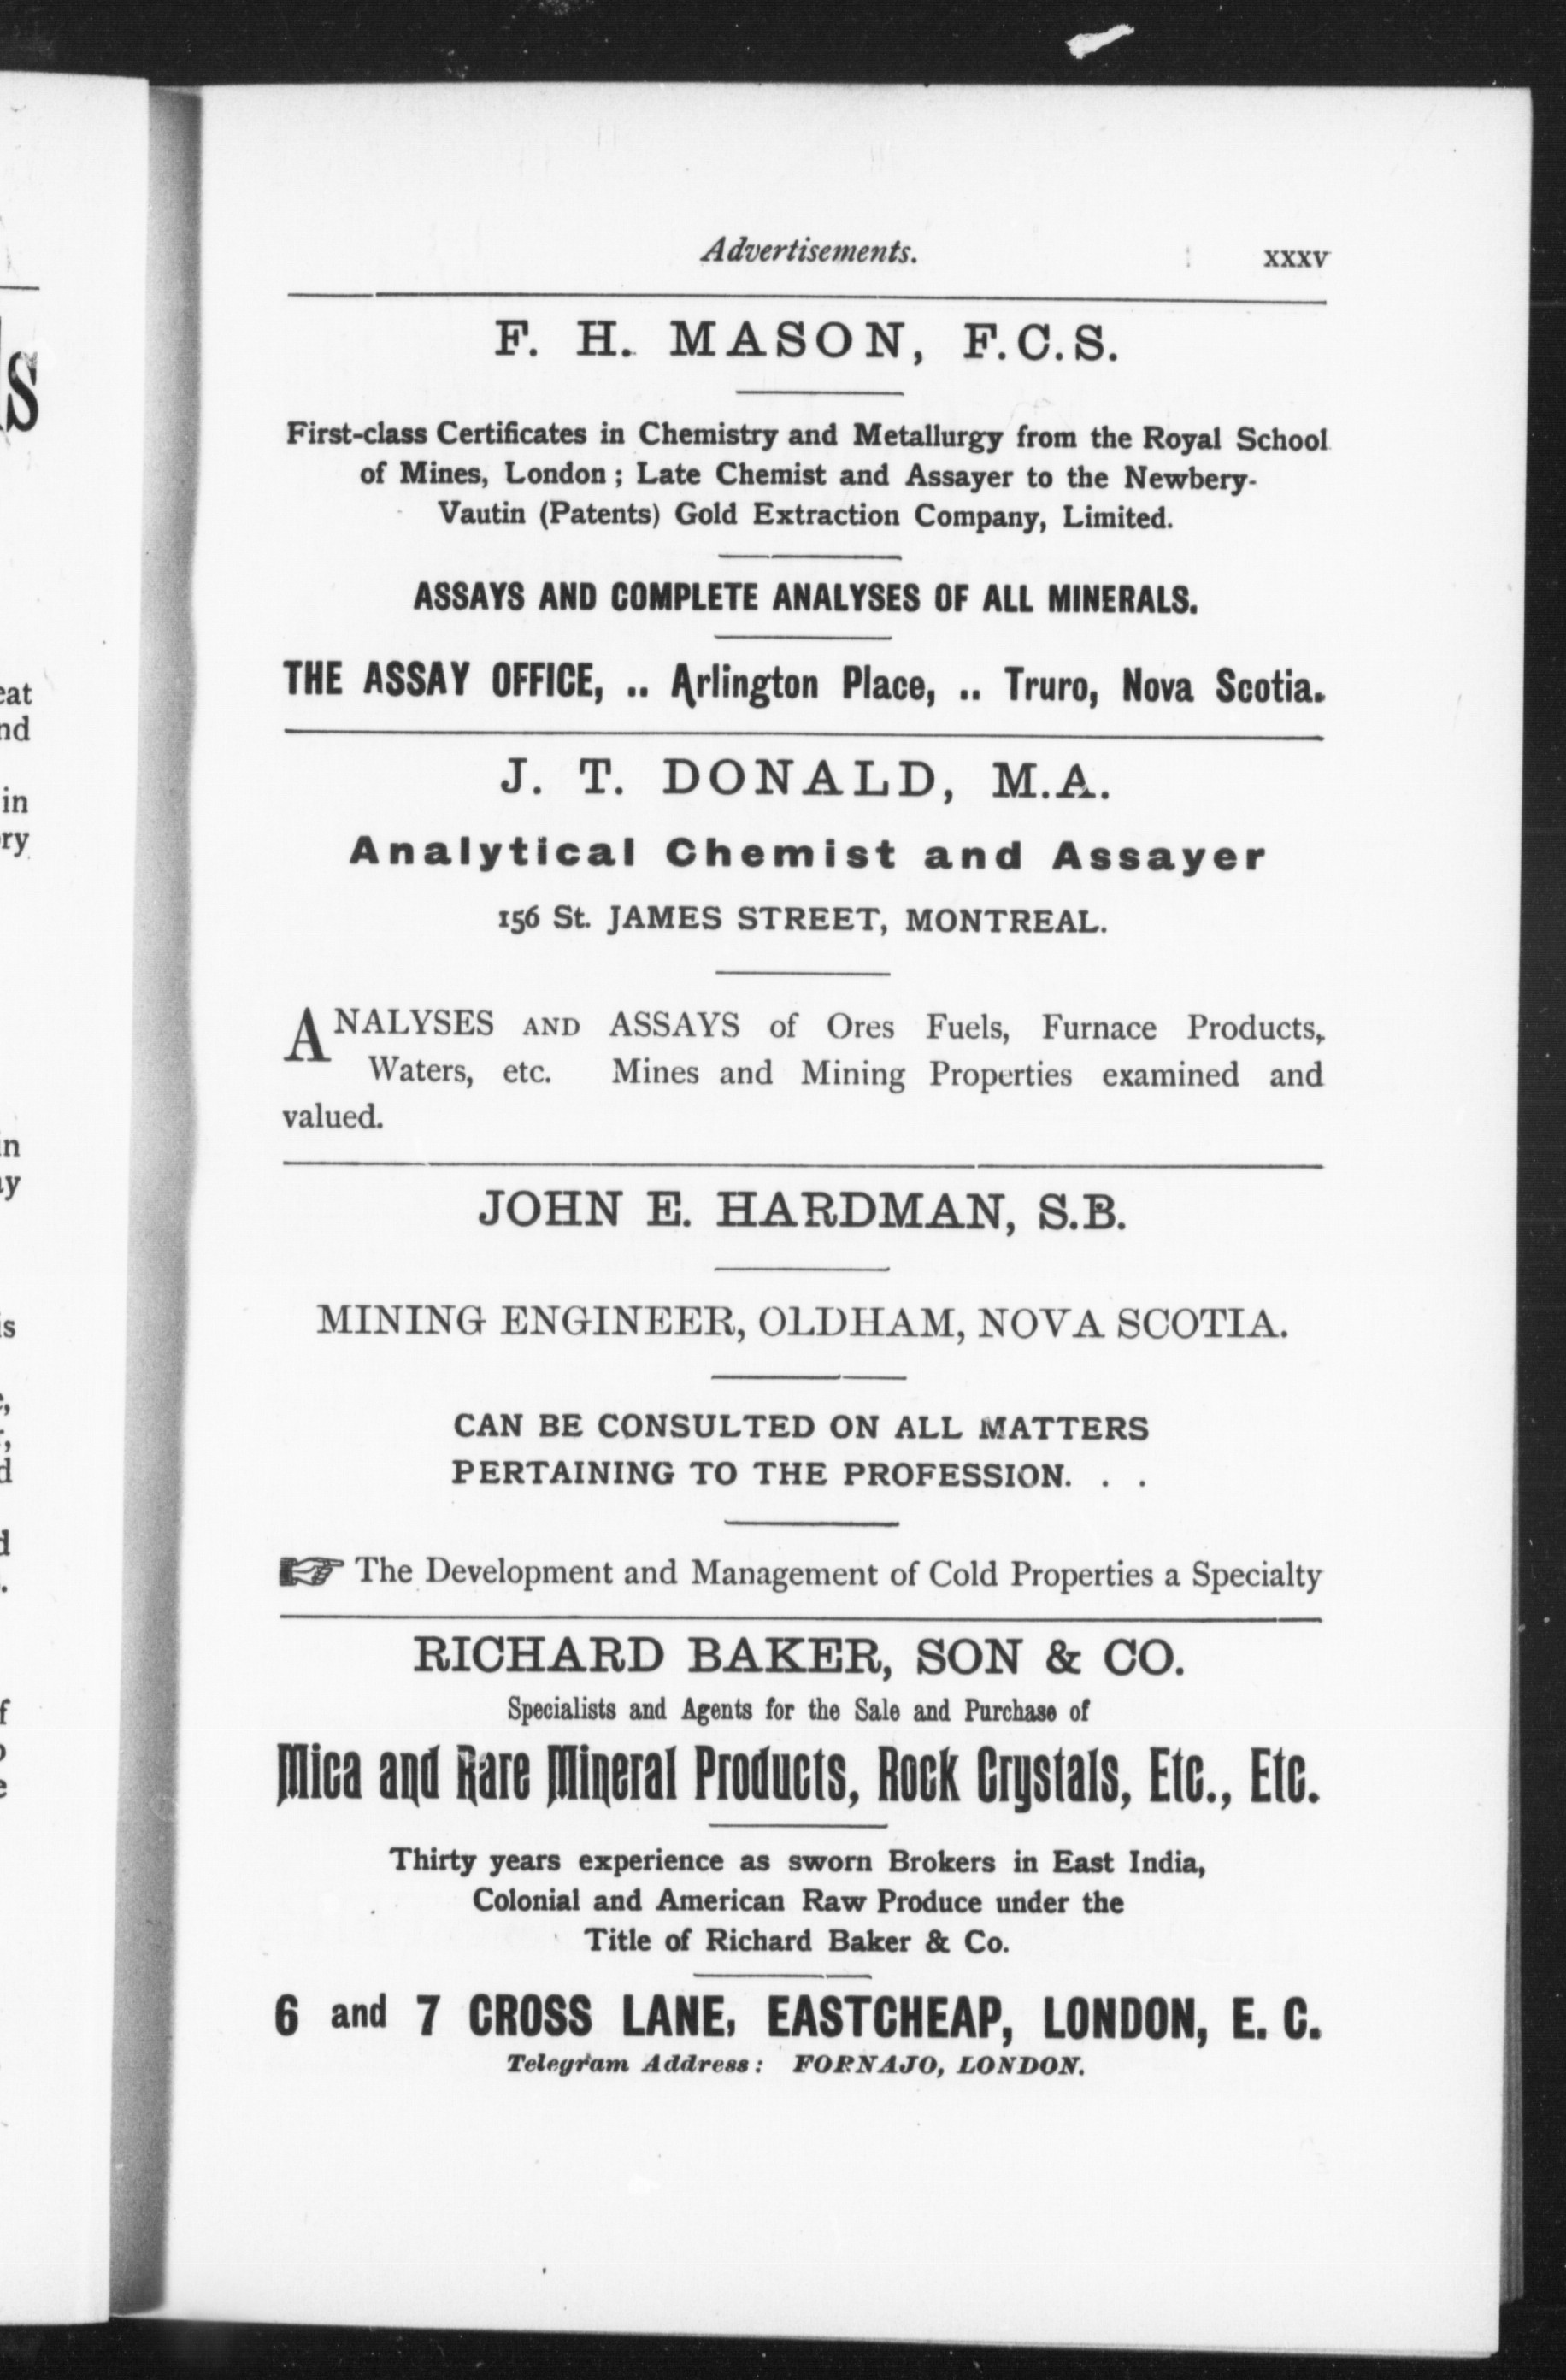 Advertisements. xxxv
F. H. MASON, F.C.S.
First-class Certificates in Chemistry and Metallurgy from the Royal School
of Mines, London ; Late Chemist and Assayer to the Newbery-
Vautin (Patents) Gold Extraction Company, Limited.
ASSAYS AND COMPLETE ANALYSES OF ALL MINERALS.
THE ASSAY OFFICE, .. Arlington Place, .. Truro, Nova Scotia.
J. T. DONALD, M.A.
Analytical Chemist and Assayer
156 St. JAMES STREET, MONTREAL.
ANALYSES AND ASSAYS of Ores Fuels, Furnace Products,
Waters, etc. Mines and Mining Properties examined and
valued.
JOHN E. HARDMAN, S.B.
MINING ENGINEER, OLDHAM, NOVA SCOTIA.
CAN BE CONSULTED ON ALL MATTERS
PERTAINING TO THE PROFESSION. . .
☞ The Development and Management of Cold Properties a Specialty
RICHARD BAKER, SON & CO.
Specialists and Agents for the Sale and Purchase of
Mica and Rare Mineral Products, Rock Crystals, Etc., Etc.
Thirty years experience as sworn Brokers in East India,
Colonial and American Raw Produce under the
Title of Richard Baker & Co.
6 and 7 CROSS LANE, EASTCHEAP, LONDON, E. C.
Telegram Address : FORNAJO, LONDON.